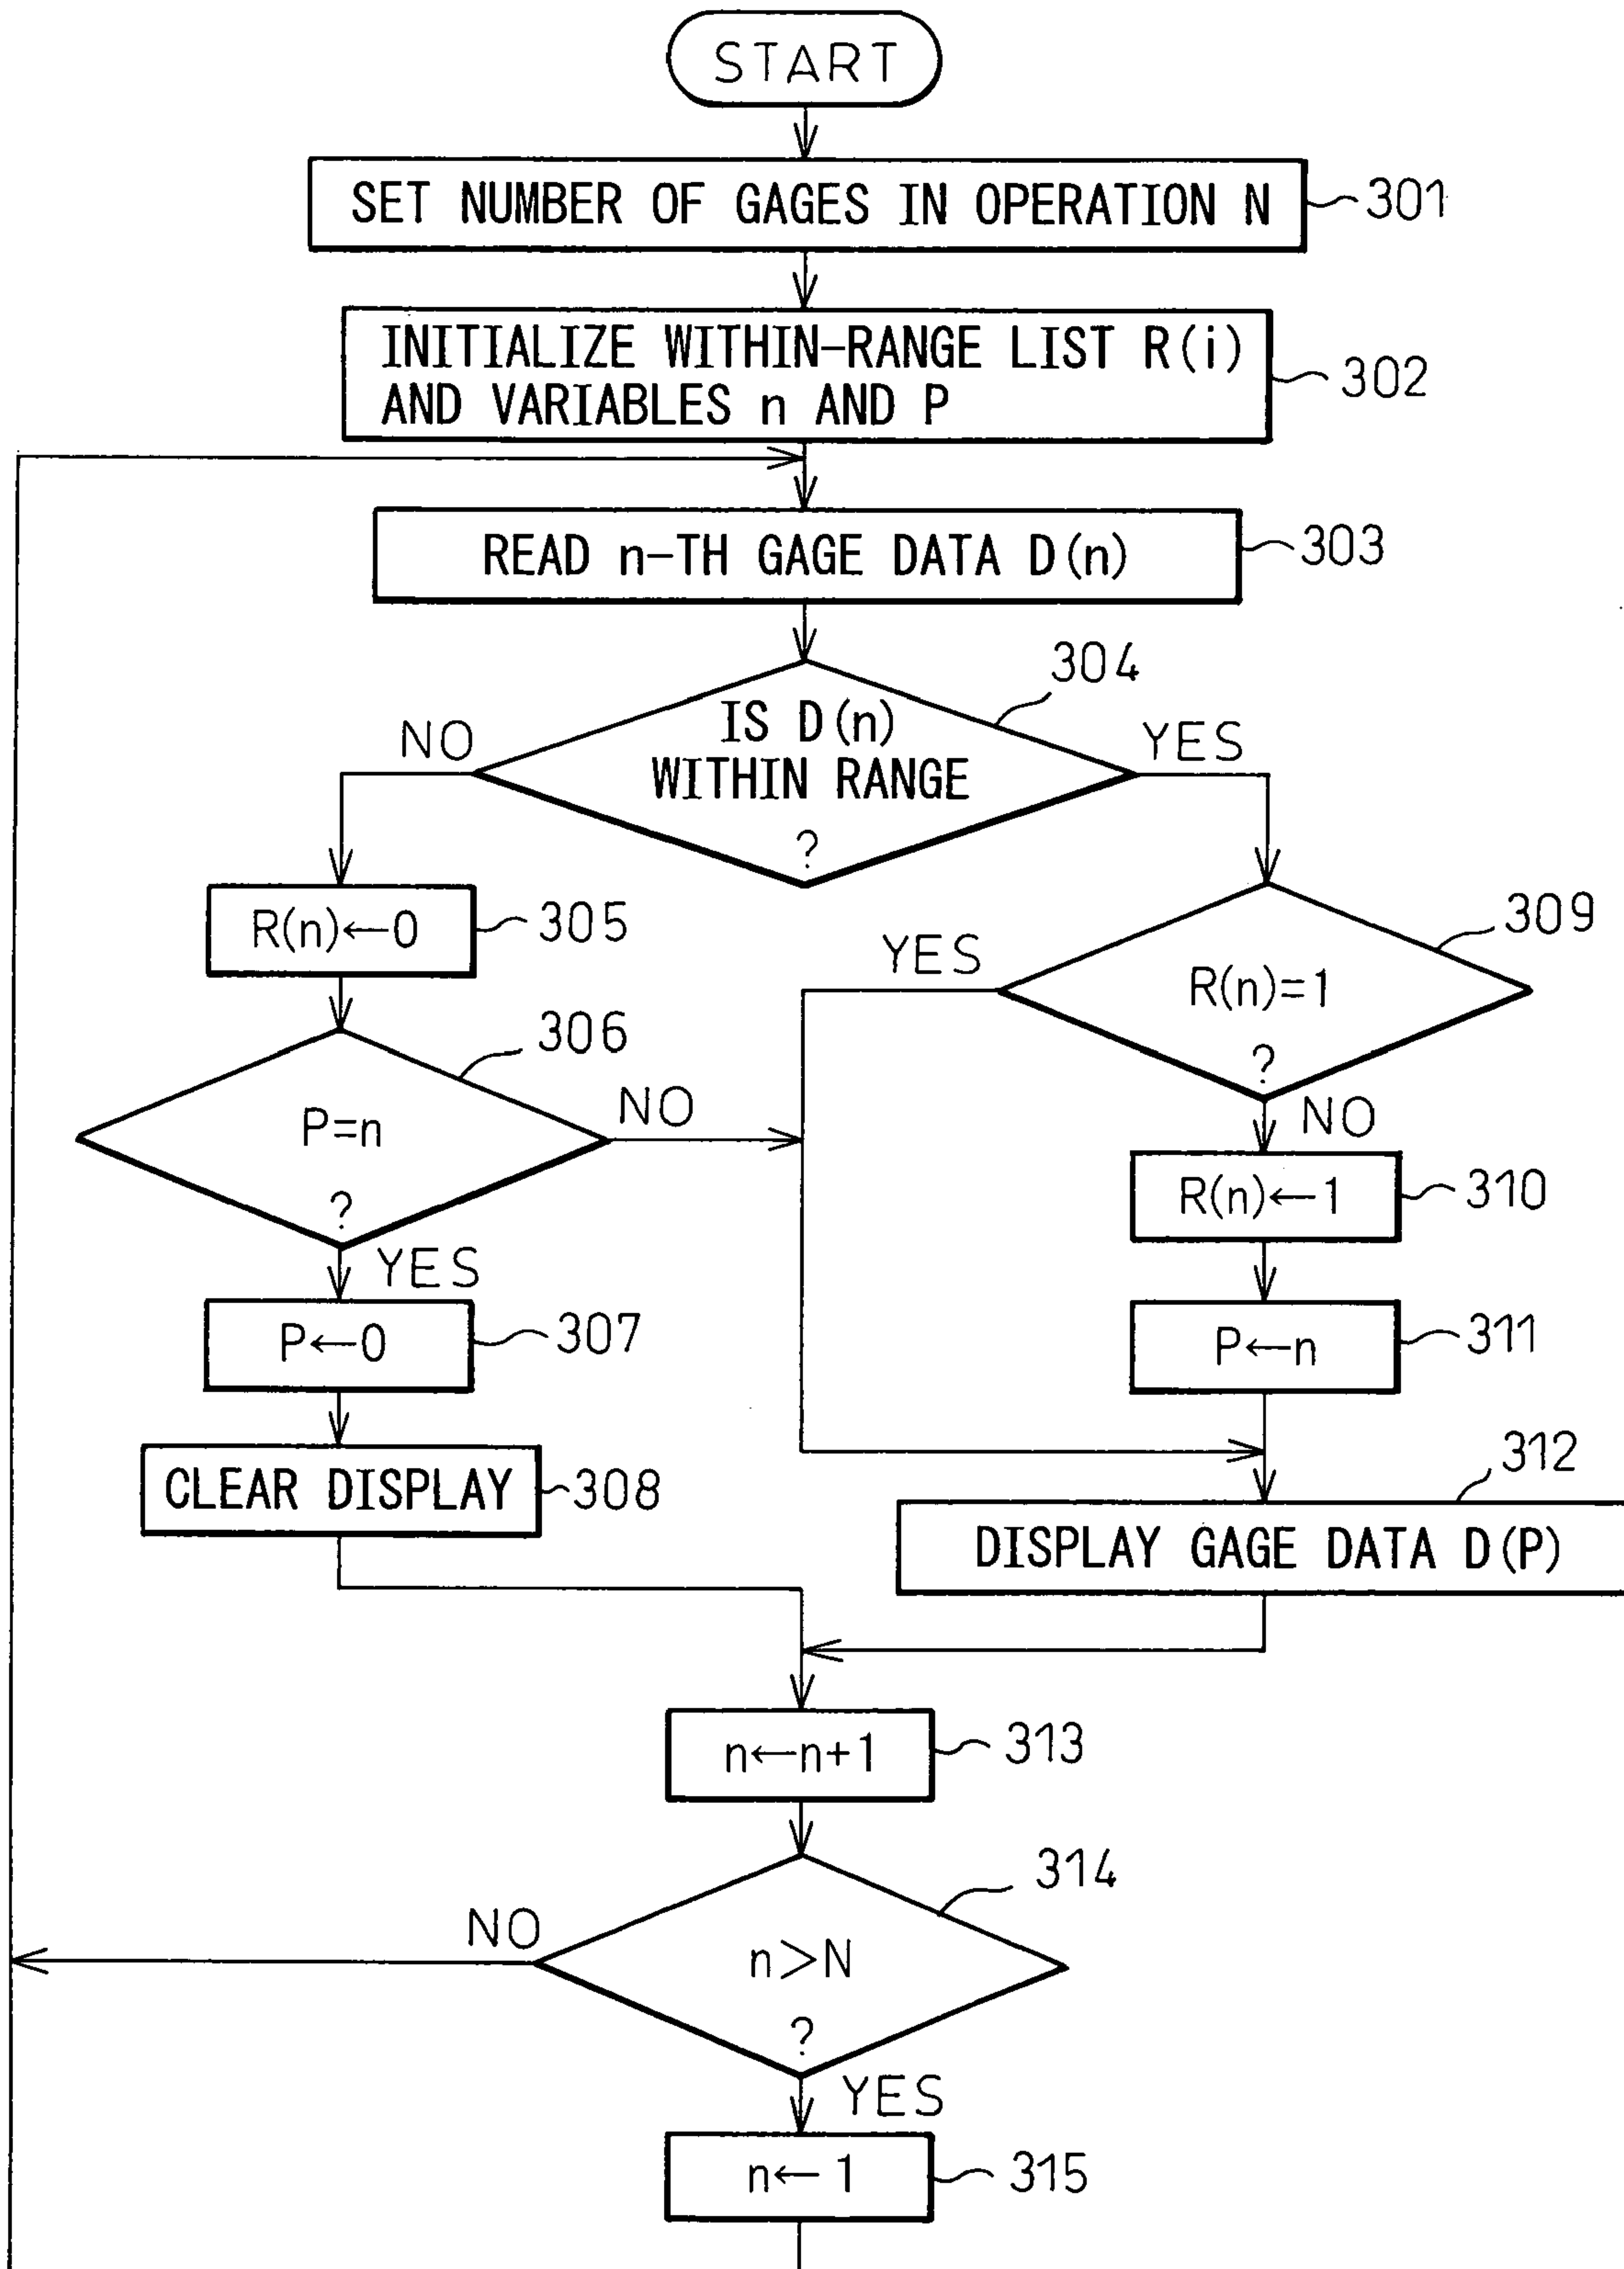 START
SET NUMBER OF GAGES IN OPERATION N
301
INITIALIZE WITHIN-RANGE LIST R(i)
AND VARIABLES n AND P
302
READ n-TH GAGE DATA D(n)
303
304
IS D(n)
WITHIN RANGE
?
NO
YES
R(n)←0
305
309
YES
R(n)=1
?
306
P=n
?
NO
NO
R(n)←1
310
YES
P←0
307
P←n
311
CLEAR DISPLAY
308
312
DISPLAY GAGE DATA D(P)
n←n+1
313
314
NO
n>N
?
YES
n←1
315